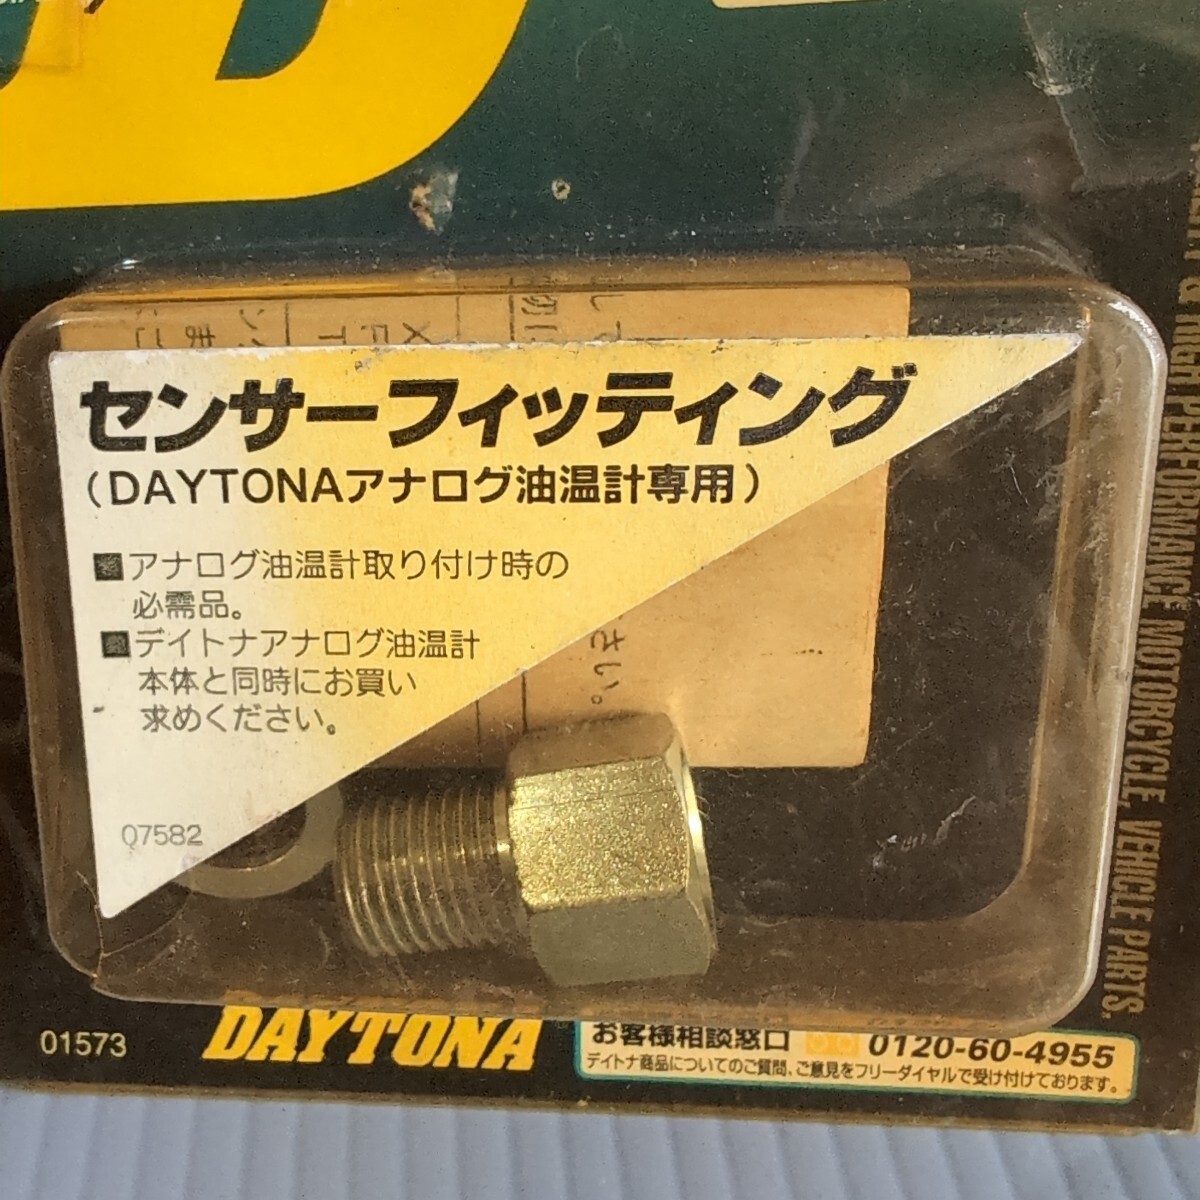 センサーフィッティング
(DAYTONAアナログ油温計専用)
■アナログ油温計取り付け時の
必需品。
■デイトナアナログ油温計
本体と同時にお買い
求めください。
07582
さい。
01573
DAYTONA
お客様相談窓口 0120-60-4955
デイトナ商品についてのご質問、ご意見をフリーダイヤルで受け付けております。
& HIGH PERFORMANCE MOTORCYCLE, VEHICLE PARTS.